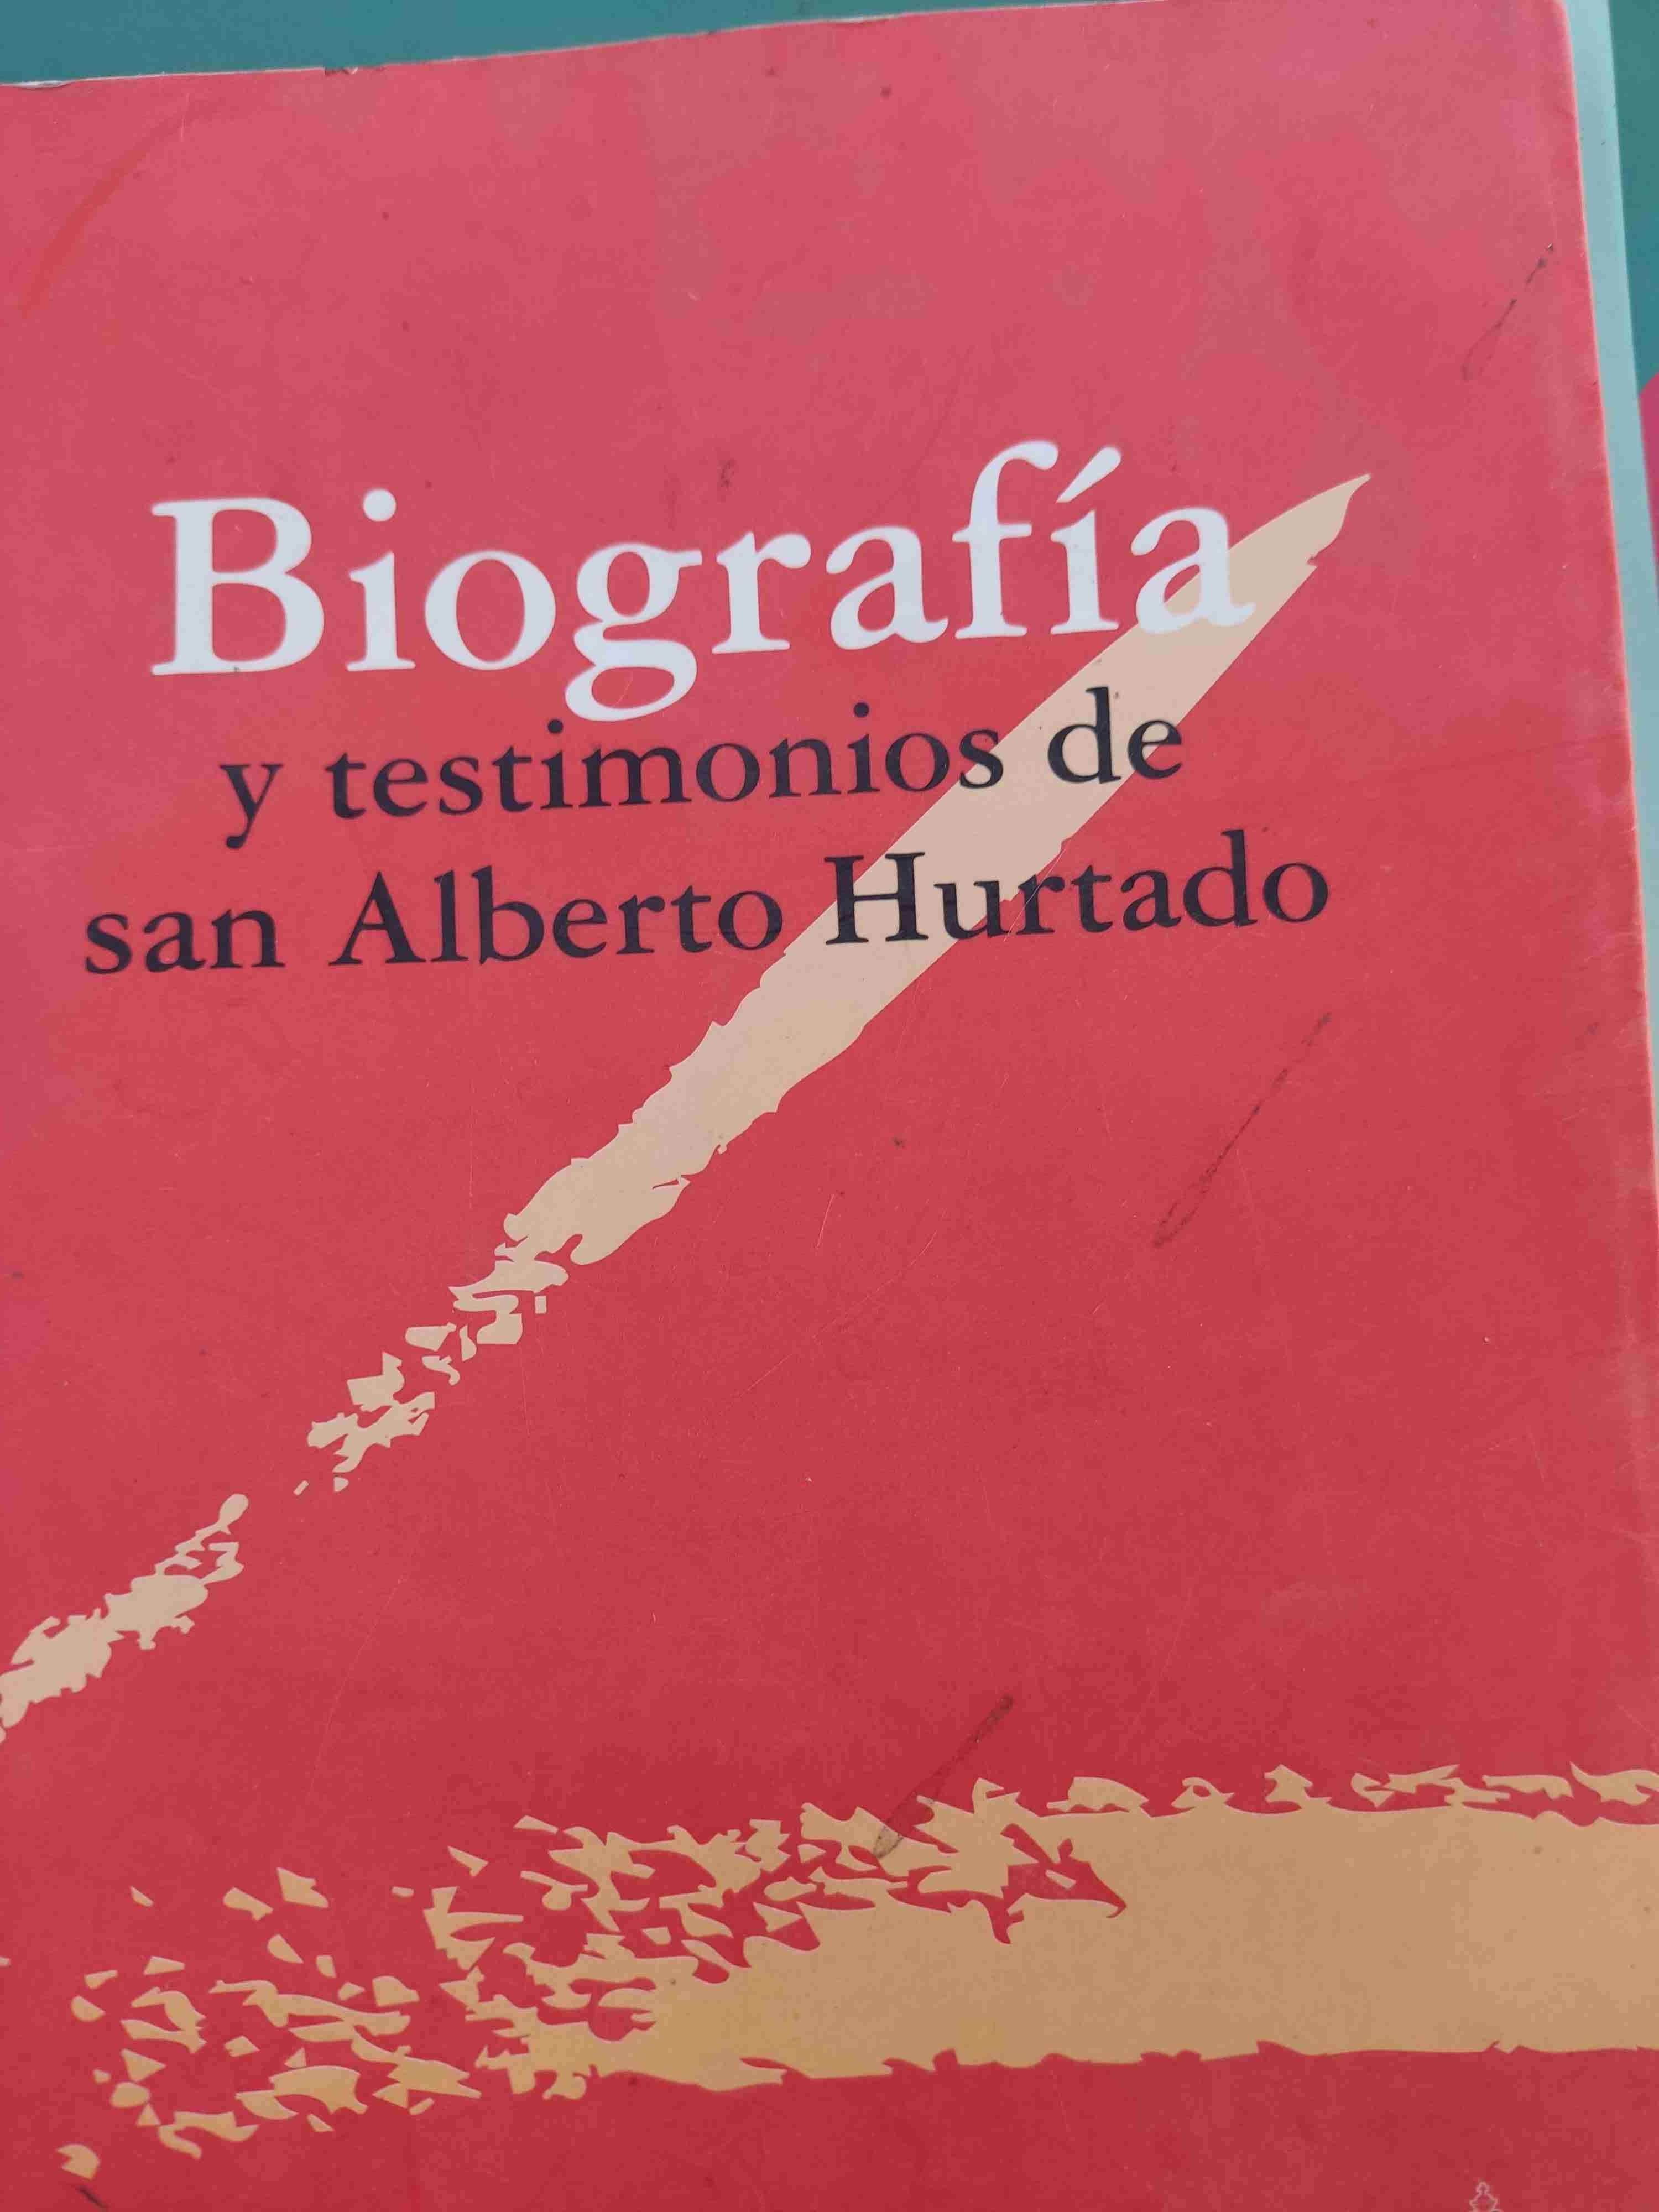 Biografía
y testimonios de
san Alberto Hurtado